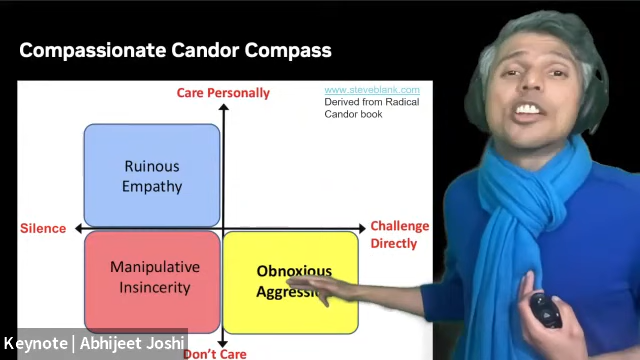 Compassionate Candor Compass
Care Personally
www.steveblank.com
Derived from Radical
Candor book
Ruinous
Empathy
Silence
Challenge
Directly
Manipulative
Insincerity
Obnoxious
Keynote | Abhijeet Joshi
Don't Care